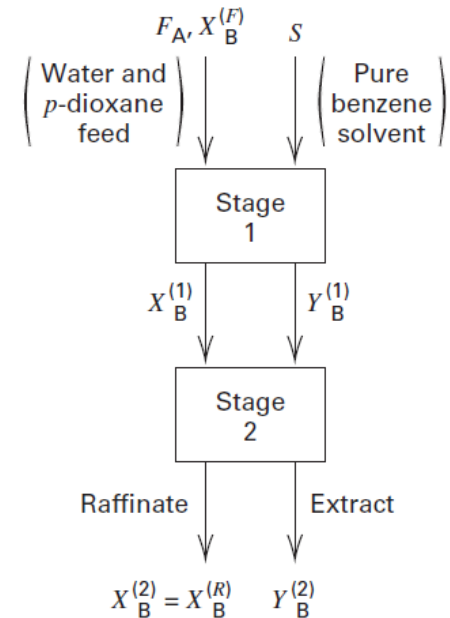 F_A, X_B^(F)  S
(Water and p-dioxane feed)
(Pure benzene solvent)
Stage
1
X_B^(1)  Y_B^(1)
Stage
2
Raffinate  Extract
X_B^(2) = X_B^(R)  Y_B^(2)